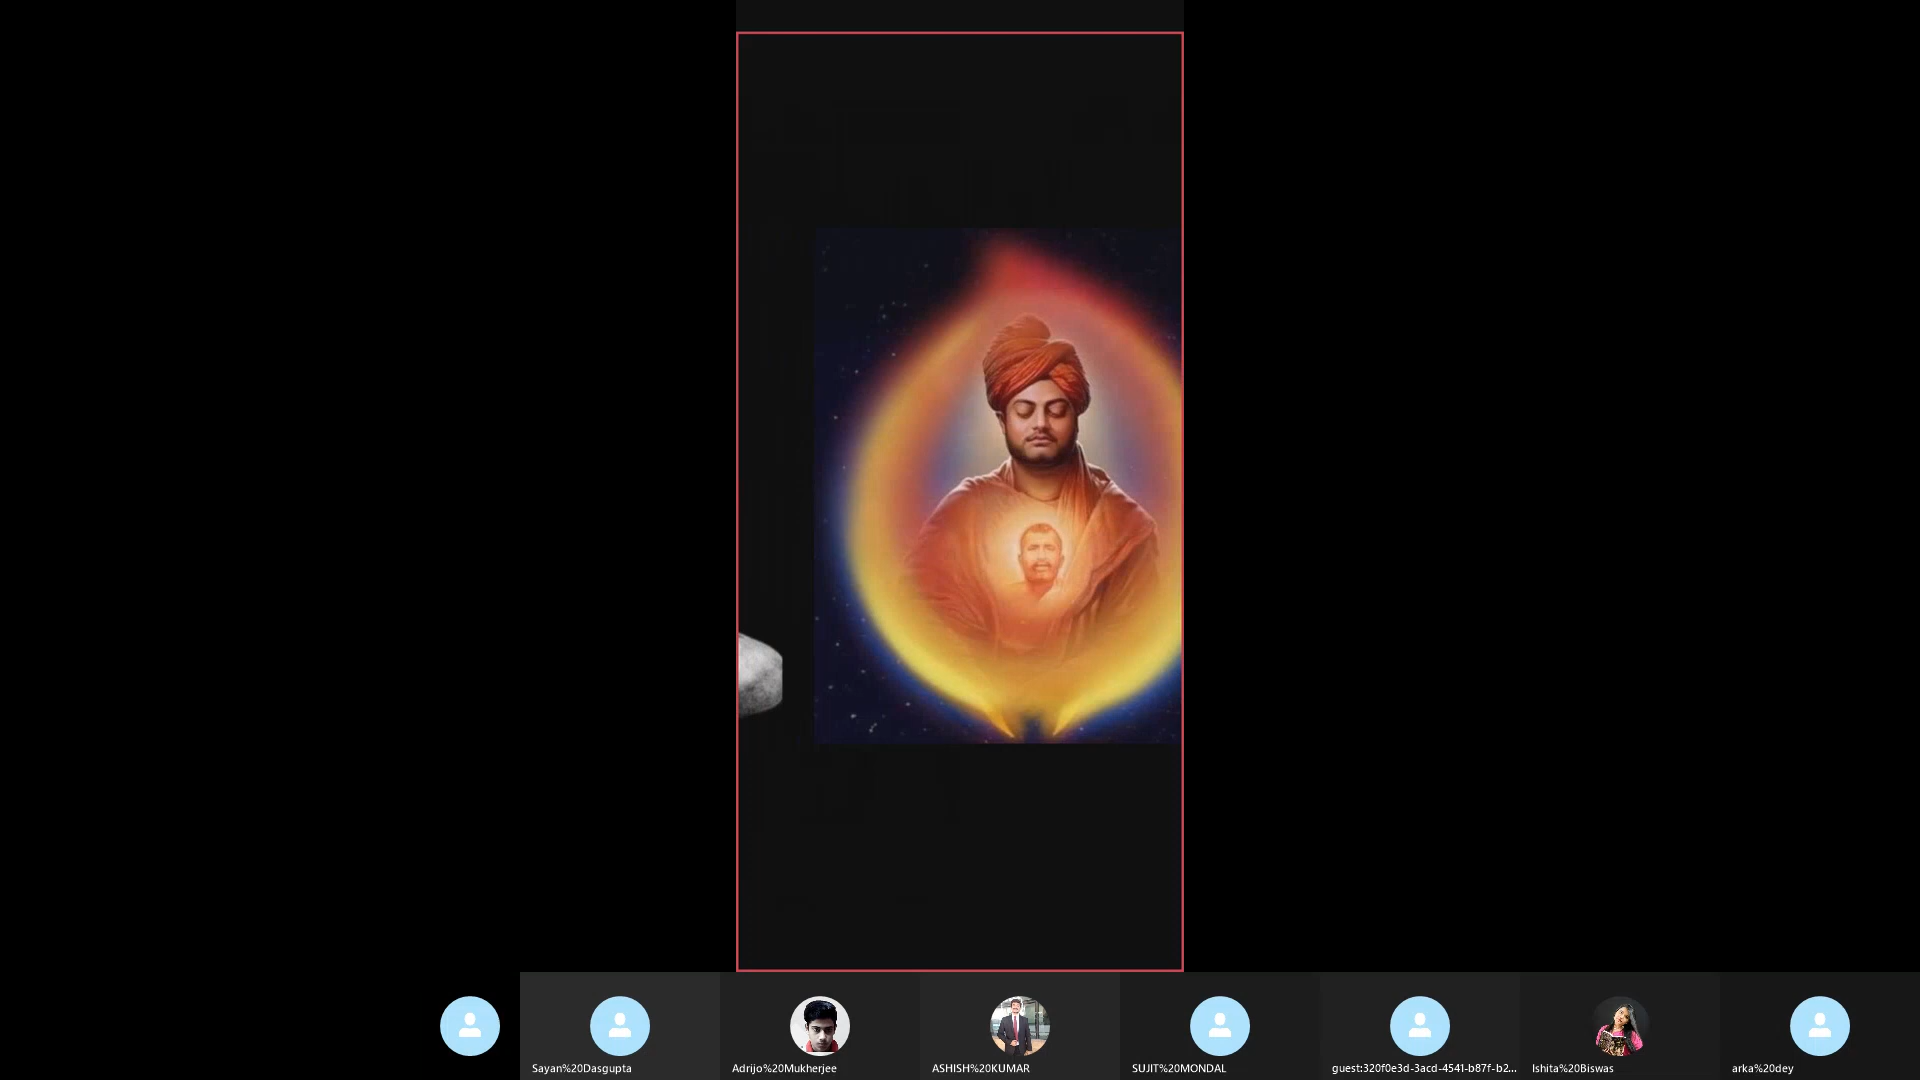 Sayan%20Dasgupta
Adrijo%20Mukherjee
ASHISH%20KUMAR
SUJIT%20MONDAL
guest:320f0e3d-3acd-4541-b87f-b2...
Ishita%20Biswas
arka%20dey